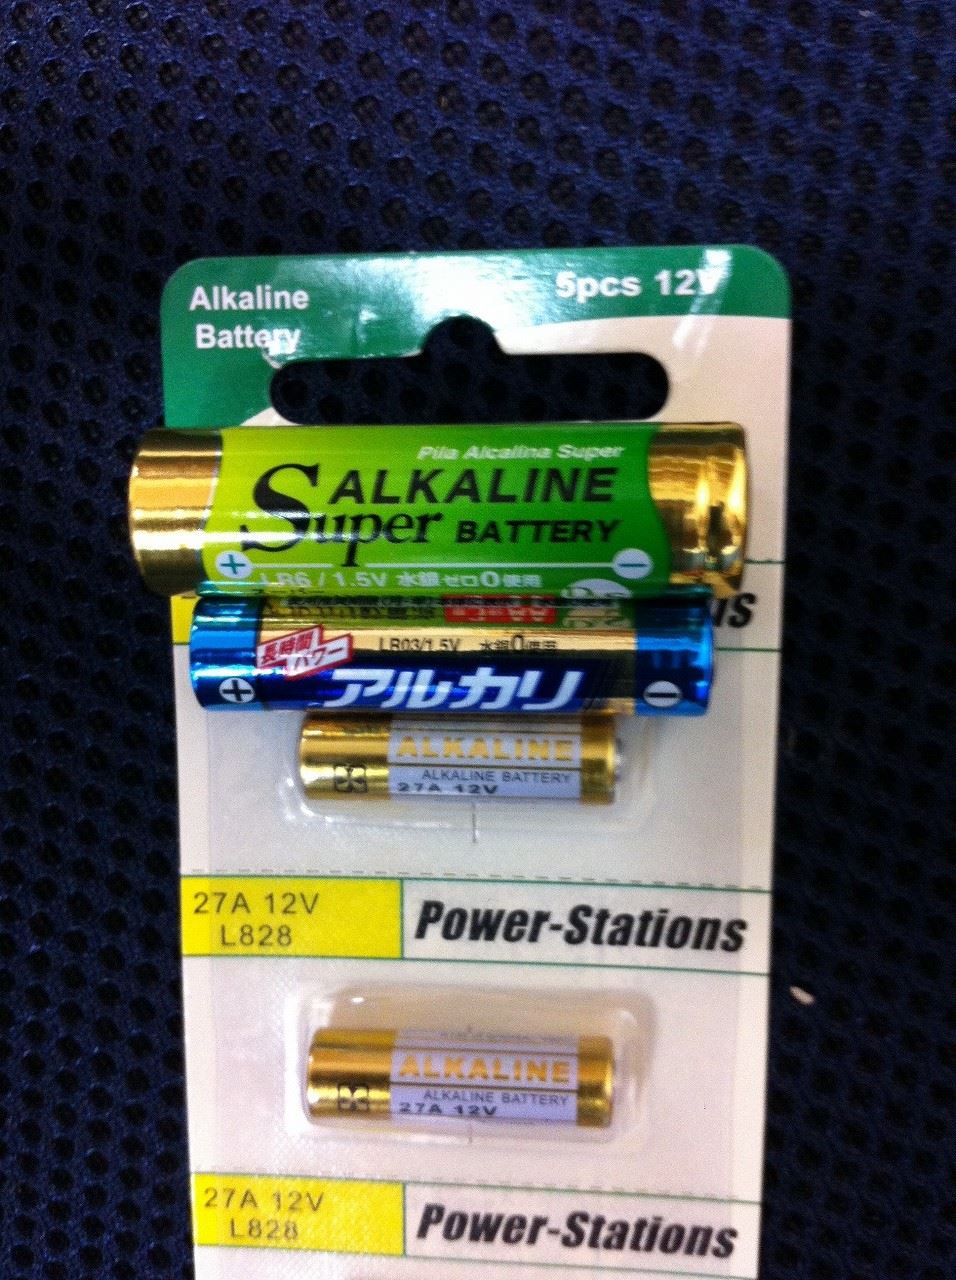 Alkaline
Battery
5pcs 12V
Pila Alcalina Super
ALKALINE
Super BATTERY
+ −
LR6 / 1.5V 水銀ゼロ0使用
長時間
パワー
LR03/1.5V 水銀0使用
アルカリ
+ −
ALKALINE
ALKALINE BATTERY
27A 12V
27A 12V
L828
Power-Stations
ALKALINE
ALKALINE BATTERY
27A 12V
27A 12V
L828
Power-Stations